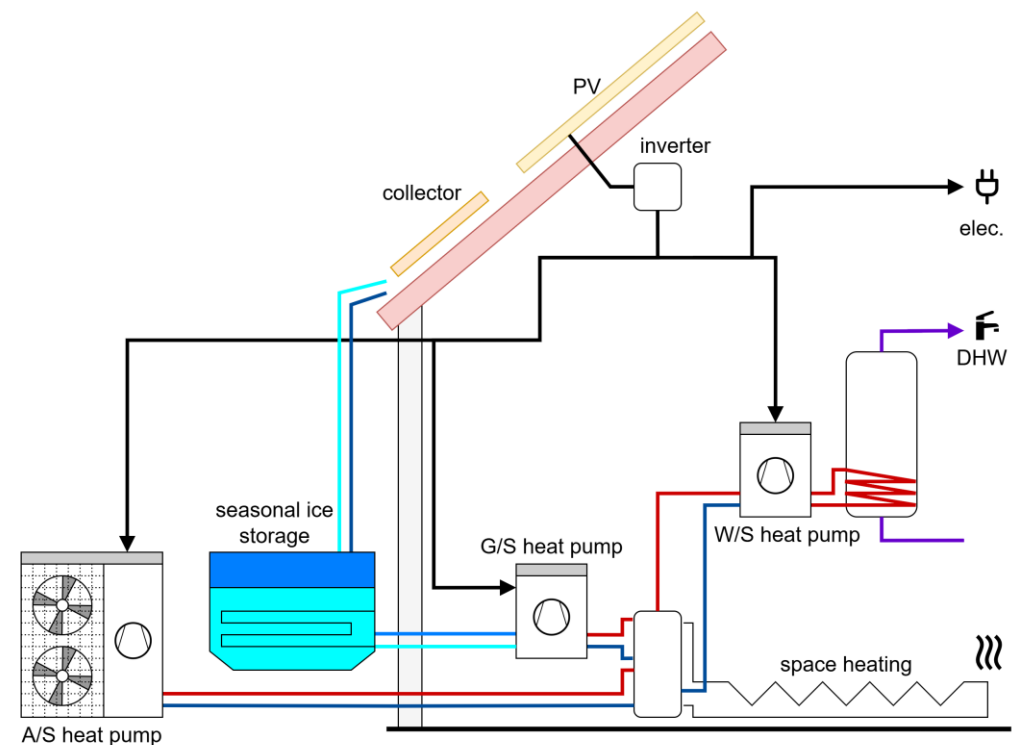 PV
inverter
collector
elec.
DHW
seasonal ice
storage
G/S heat pump
W/S heat pump
space heating
A/S heat pump